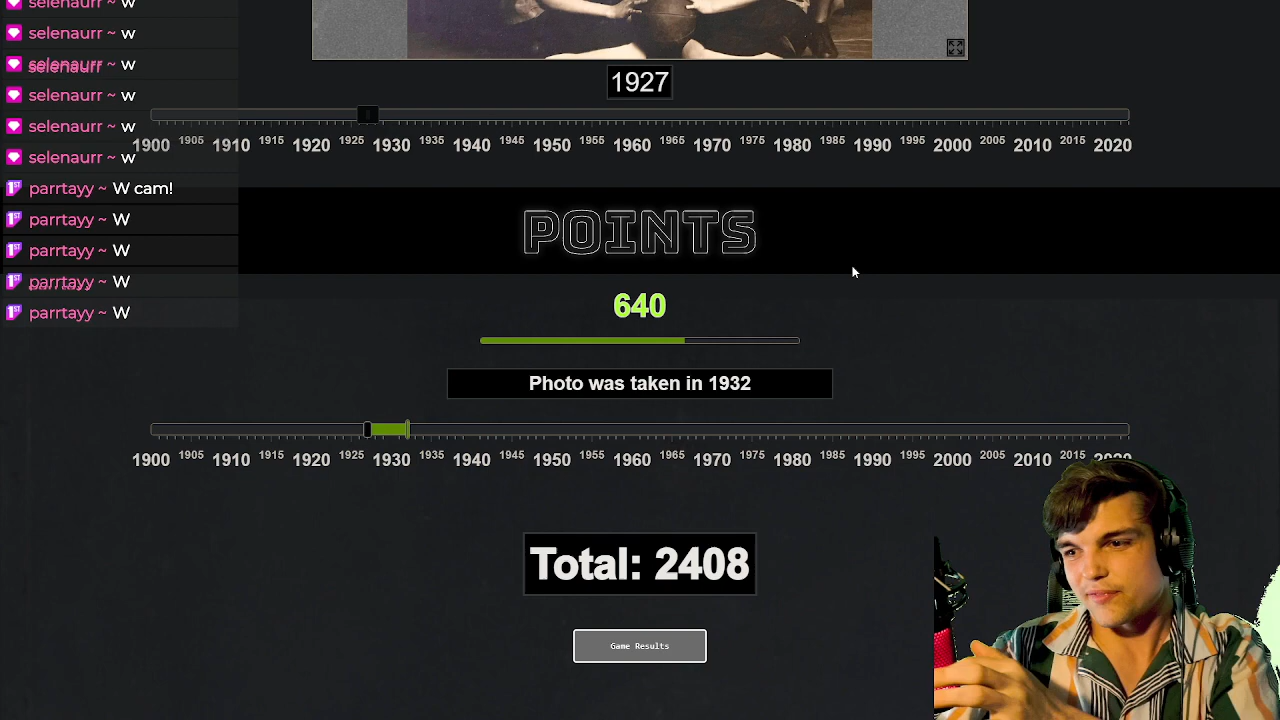 selenaurr ~ w
selenaurr ~ w
selenaurr ~ w
selenaurr ~ w
selenaurr ~ w
selenaurr ~ w
parrtayy ~ W cam!
parrtayy ~ W
parrtayy ~ W
parrtayy ~ W
parrtayy ~ W
1927
1900 1905 1910 1915 1920 1925 1930 1935 1940 1945 1950 1955 1960 1965 1970 1975 1980 1985 1990 1995 2000 2005 2010 2015 2020
POINTS
640
Photo was taken in 1932
1900 1905 1910 1915 1920 1925 1930 1935 1940 1945 1950 1955 1960 1965 1970 1975 1980 1985 1990 1995 2000 2005 2010 2015 2020
Total: 2408
Game Results